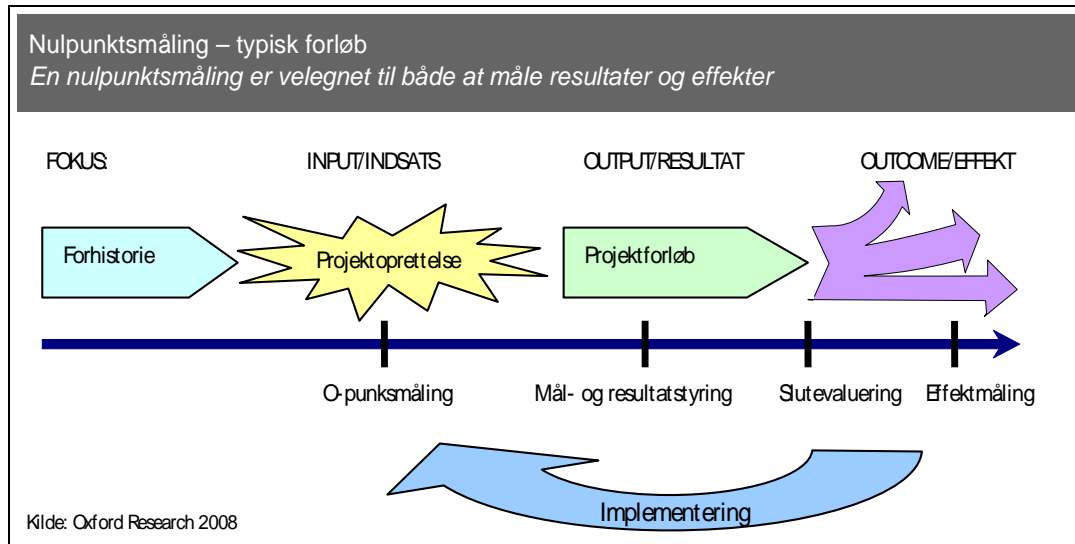 Nulpunktsmåling – typisk forløb
En nulpunktsmåling er velegnet til både at måle resultater og effekter
FOKUS: INPUT/INDSATS OUTPUT/RESULTAT OUTCOME/EFFEKT
Forhistorie Projektoprettelse Projektforløb
O-punksmåling Mål- og resultatstyring Slutevaluering Effektmåling
Implementering
Kilde: Oxford Research 2008